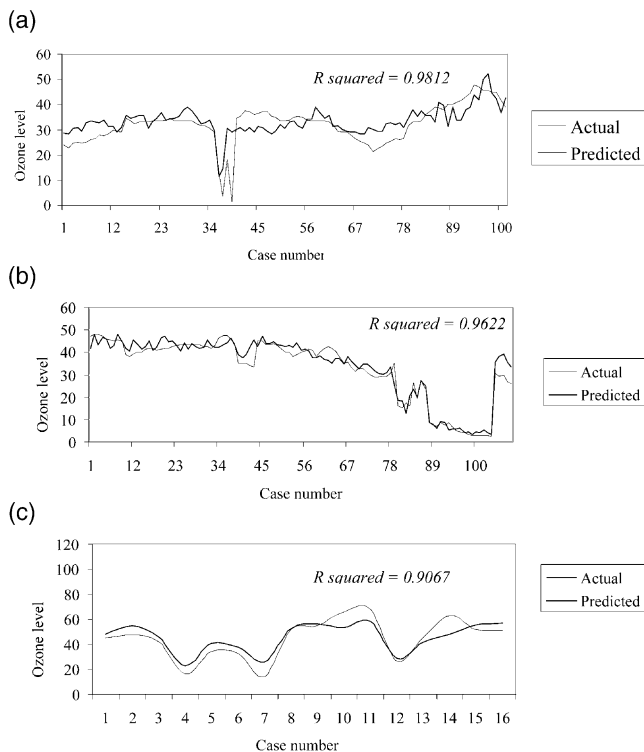 (a)
60
50
40
30
20
10
0
Ozone level
R squared = 0.9812
1 12 23 34 45 56 67 78 89 100
Case number
Actual
Predicted
(b)
60
50
40
30
20
10
0
Ozone level
R squared = 0.9622
1 12 23 34 45 56 67 78 89 100
Case number
Actual
Predicted
(c)
120
100
80
60
40
20
0
Ozone level
R squared = 0.9067
1 2 3 4 5 6 7 8 9 10 11 12 13 14 15 16
Case number
Actual
Predicted